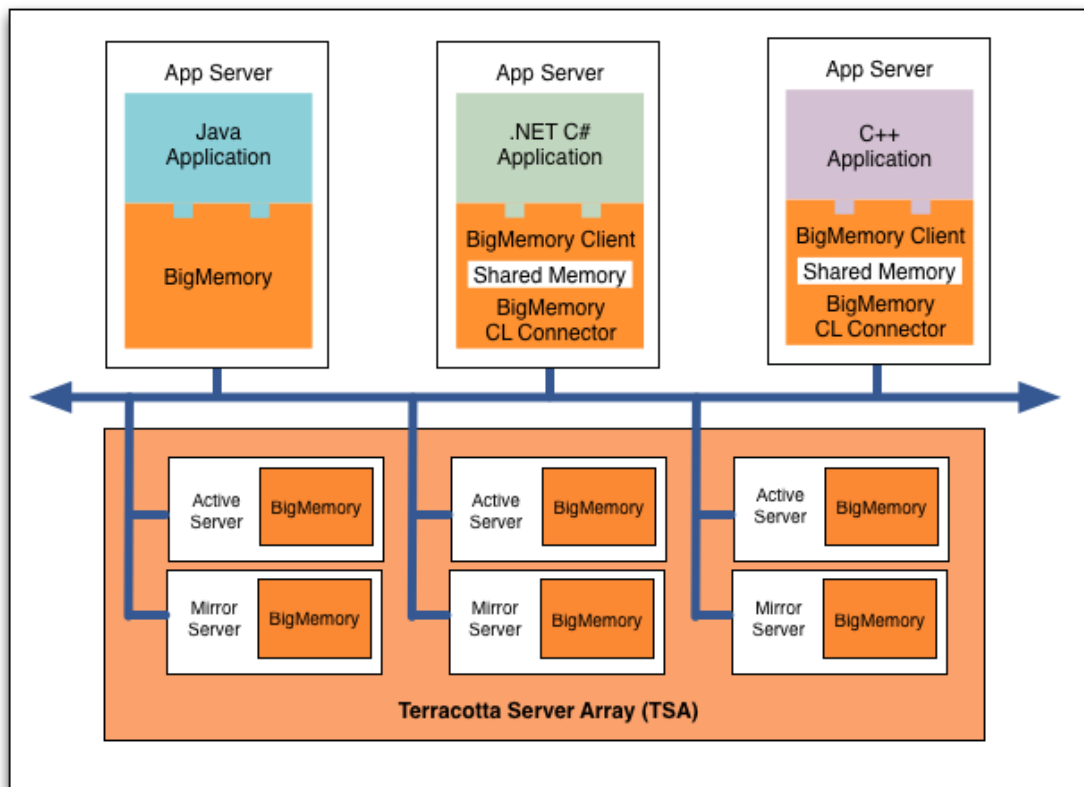 App Server
Java
Application
BigMemory
App Server
.NET C#
Application
BigMemory Client
Shared Memory
BigMemory
CL Connector
App Server
C++
Application
BigMemory Client
Shared Memory
BigMemory
CL Connector
Active
Server
BigMemory
Active
Server
BigMemory
Active
Server
BigMemory
Mirror
Server
BigMemory
Mirror
Server
BigMemory
Mirror
Server
BigMemory
Terracotta Server Array (TSA)